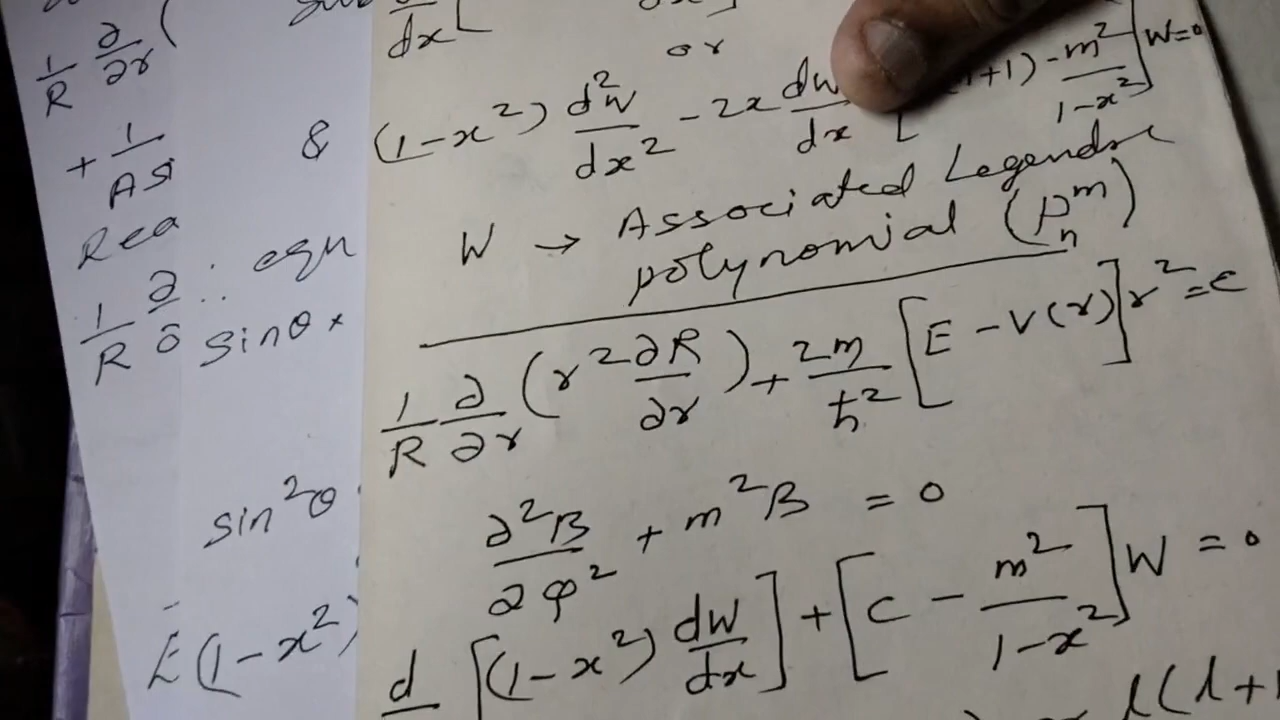 1/R ∂/∂r (
+ 1/A
Rea
1/R ∂
∴ eqn
sinθ ×
sin²θ
(1-x²)
d/dx [
or
& (1-x²) d²W/dx² - 2x dW/dx [ +1) - m²/1-x² ] W=0
W → Associated Legendre
polynomial (Pₙᵐ)
1/R ∂/∂r (r² ∂R/∂r) + 2m/ħ² [E - V(r)] r² = c
∂²B/∂φ² + m²B = 0
d [(1-x²) dW/dx] + [c - m²/1-x²] W = 0
l(l+1